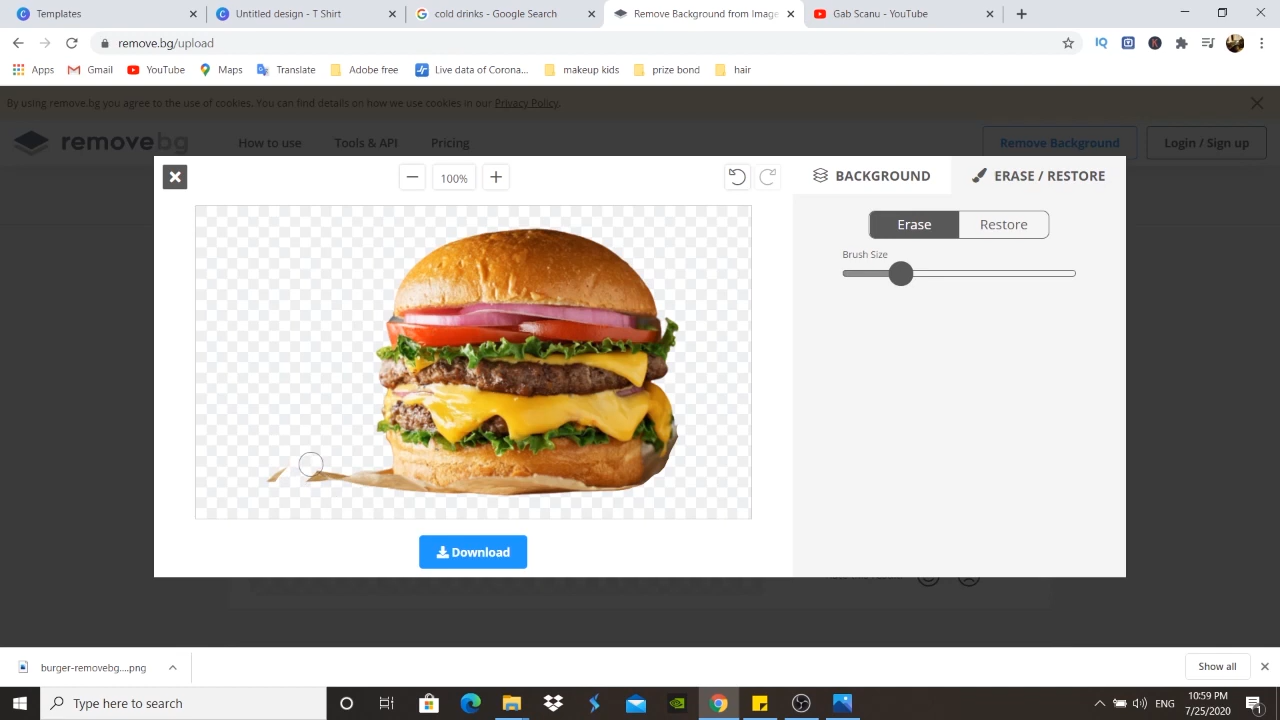 Templates
Untitled design - T Shirt
cold drinks - Google Search
Remove Background from Image
Gab Scanu - YouTube
remove.bg/upload
Apps
Gmail
YouTube
Maps
Translate
Adobe free
Live data of Corona...
makeup kids
prize bond
hair
By using remove.bg you agree to the use of cookies. You can find details on how we use cookies in our Privacy Policy.
removebg
How to use
Tools & API
Pricing
Remove Background
Login / Sign up
100%
BACKGROUND
ERASE / RESTORE
Erase
Restore
Brush Size
Download
burger-removebg....png
Show all
Type here to search
ENG
10:59 PM
7/25/2020
1